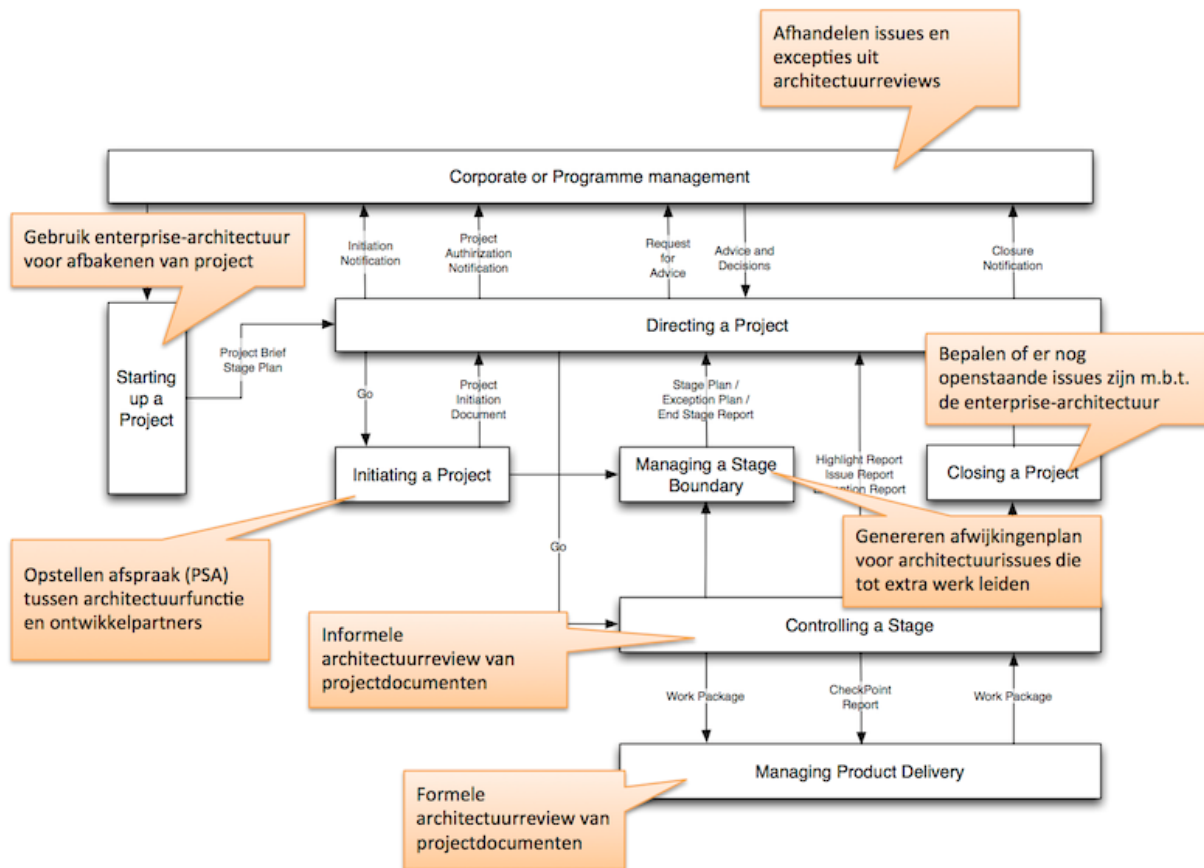 Afhandelen issues en
excepties uit
architectuurreviews
Corporate or Programme management
Gebruik enterprise-architectuur
voor afbakenen van project
Initiation
Notification
Project
Authirization
Notification
Request
for
Advice
Advice and
Decisions
Closure
Notification
Directing a Project
Starting
up a
Project
Project Brief
Stage Plan
Go
Project
Initiation
Document
Stage Plan /
Exception Plan /
End Stage Report
Bepalen of er nog
openstaande issues zijn m.b.t.
de enterprise-architectuur
Initiating a Project
Managing a Stage
Boundary
Highlight Report
Issue Report
Report
Closing a Project
Go
Opstellen afspraak (PSA)
tussen architectuurfunctie
en ontwikkelpartners
Genereren afwijkingenplan
voor architectuurissues die
tot extra werk leiden
Controlling a Stage
Informele
architectuurreview van
projectdocumenten
Work Package
CheckPoint
Report
Work Package
Managing Product Delivery
Formele
architectuurreview van
projectdocumenten